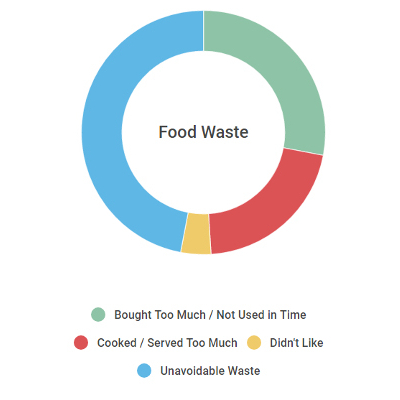 Food Waste
Bought Too Much / Not Used in Time
Cooked / Served Too Much Didn't Like
Unavoidable Waste